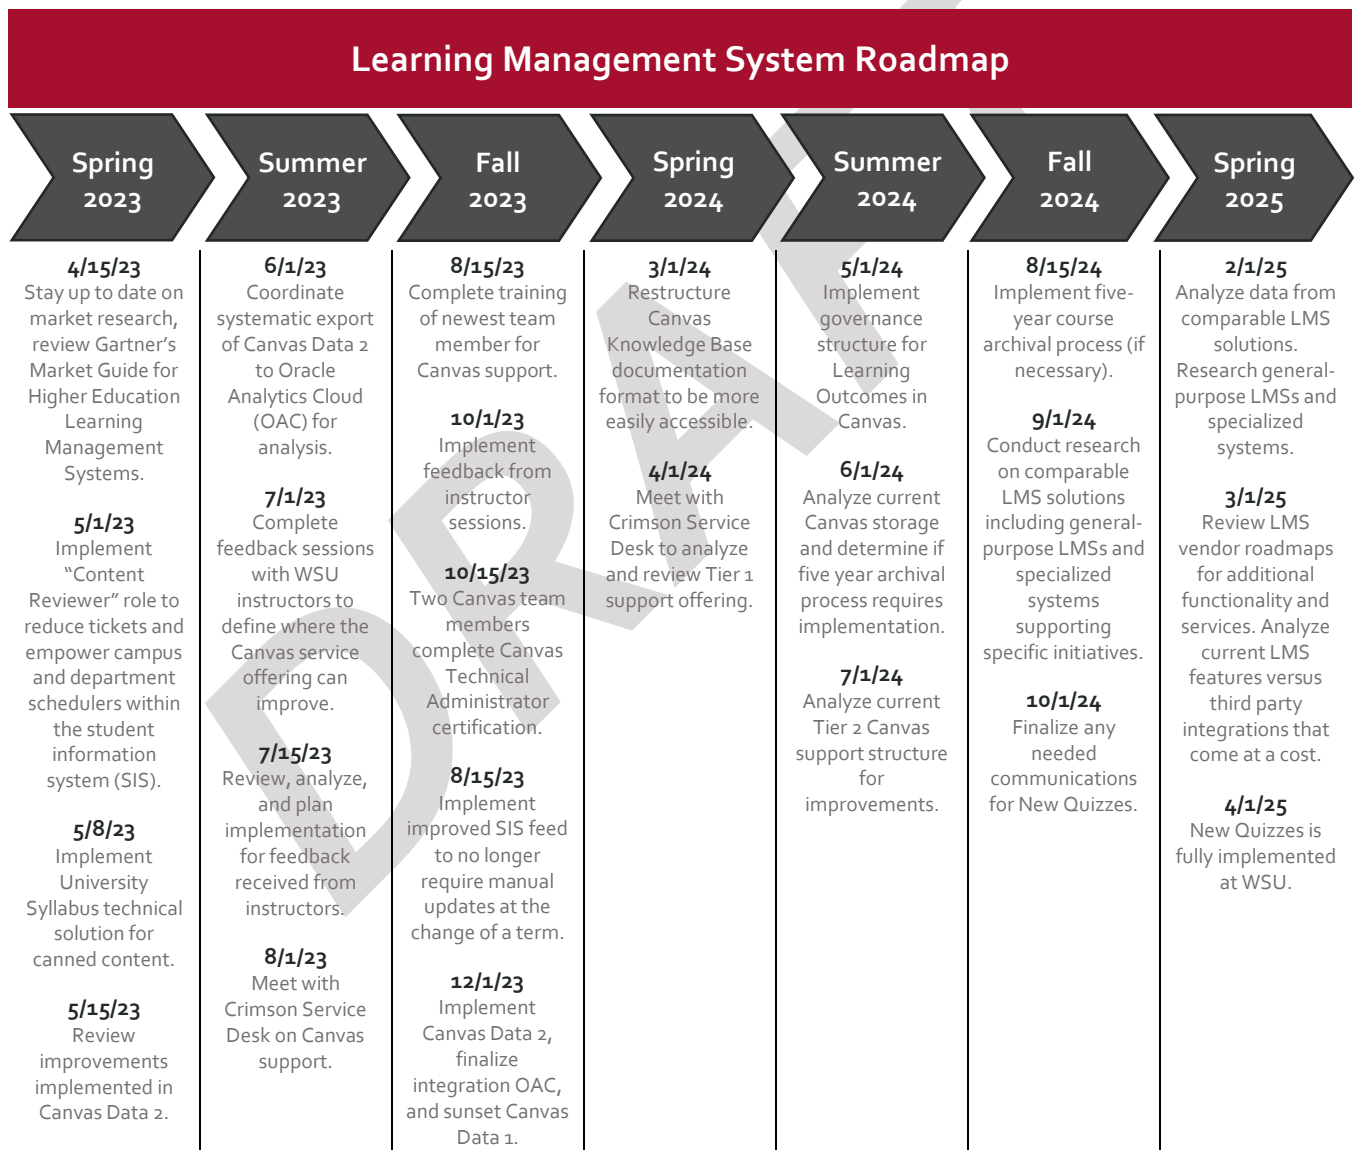 Learning Management System Roadmap
Spring
2023
4/15/23
Stay up to date on
market research,
review Gartner's
Market Guide for
Higher Education
Learning
Management
Systems.
5/1/23
Implement
“Content
Reviewer” role to
reduce tickets and
empower campus
and department
schedulers within
the student
information
system (SIS).
5/8/23
Implement
University
Syllabus technical
solution for
canned content.
5/15/23
Review
improvements
implemented in
Canvas Data 2.
Summer
2023
6/1/23
Coordinate
systematic export
of Canvas Data 2
to Oracle
Analytics Cloud
(OAC) for
analysis.
7/1/23
Complete
feedback sessions
with WSU
instructors to
define where the
Canvas service
offering can
improve.
7/15/23
Review, analyze,
and plan
implementation
for feedback
received from
instructors.
8/1/23
Meet with
Crimson Service
Desk on Canvas
support.
Fall
2023
8/15/23
Complete training
of newest team
member for
Canvas support.
10/1/23
Implement
feedback from
instructor
sessions.
10/15/23
Two Canvas team
members
complete Canvas
Technical
Administrator
certification.
8/15/23
Implement
improved SIS feed
to no longer
require manual
updates at the
change of a term.
12/1/23
Implement
Canvas Data 2,
finalize
integration OAC,
and sunset Canvas
Data 1.
Spring
2024
3/1/24
Restructure
Canvas
Knowledge Base
documentation
format to be more
easily accessible.
4/1/24
Meet with
Crimson Service
Desk to analyze
and review Tier 1
support offering.
Summer
2024
5/1/24
Implement
governance
structure for
Learning
Outcomes in
Canvas.
6/1/24
Analyze current
Canvas storage
and determine if
five year archival
process requires
implementation.
7/1/24
Analyze current
Tier 2 Canvas
support structure
for
improvements.
Fall
2024
8/15/24
Implement five-
year course
archival process (if
necessary).
9/1/24
Conduct research
on comparable
LMS solutions
including general-
purpose LMSs and
specialized
systems
supporting
specific initiatives.
10/1/24
Finalize any
needed
communications
for New Quizzes.
Spring
2025
2/1/25
Analyze data from
comparable LMS
solutions.
Research general-
purpose LMSs and
specialized
systems.
3/1/25
Review LMS
vendor roadmaps
for additional
functionality and
services. Analyze
current LMS
features versus
third party
integrations that
come at a cost.
4/1/25
New Quizzes is
fully implemented
at WSU.
DRAFT